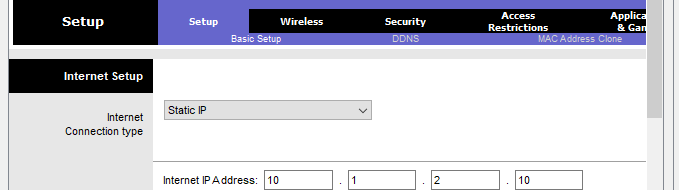 Setup
Setup Wireless Security Access Restrictions
Basic Setup DDNS MAC Address Clone
Internet Setup
Internet
Connection type
Static IP
Internet IP Address: 10 . 1 . 2 . 10